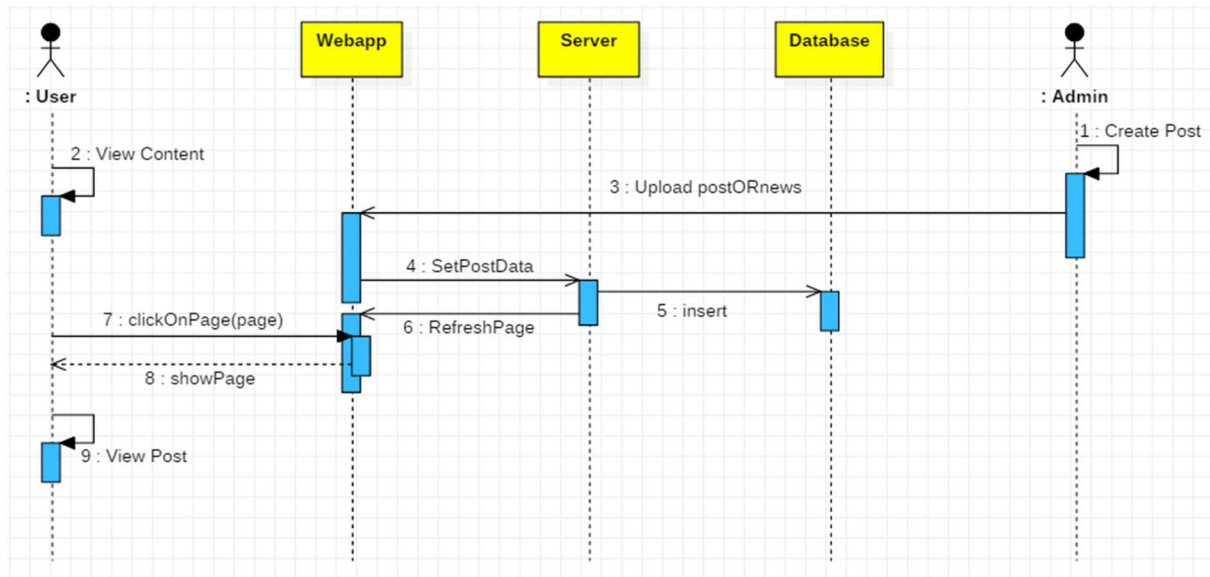 Webapp
Server
Database
: User
: Admin
1 : Create Post
2 : View Content
3 : Upload postORnews
4 : SetPostData
5 : insert
6 : RefreshPage
7 : clickOnPage(page)
8 : showPage
9 : View Post